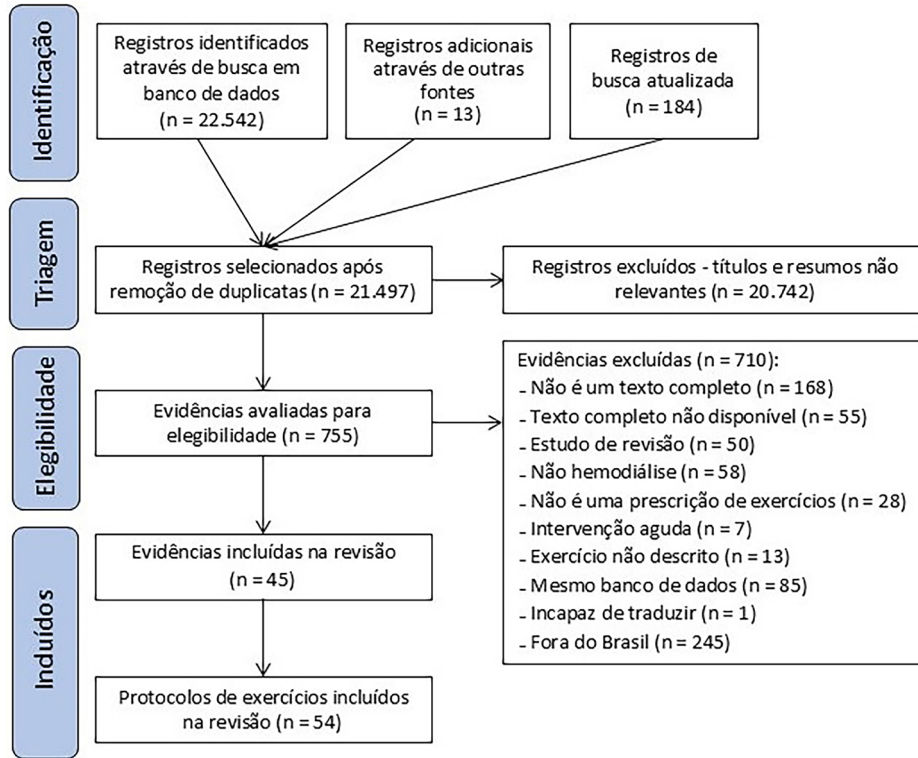 Identificação
Registros identificados
através de busca em
banco de dados
(n = 22.542)
Registros adicionais
através de outras
fontes
(n = 13)
Registros de
busca atualizada
(n = 184)
Triagem
Registros selecionados após
remoção de duplicatas (n = 21.497)
Registros excluídos - títulos e resumos não
relevantes (n = 20.742)
Elegibilidade
Evidências avaliadas para
elegibilidade (n = 755)
Evidências excluídas (n = 710):
- Não é um texto completo (n = 168)
- Texto completo não disponível (n = 55)
- Estudo de revisão (n = 50)
- Não hemodiálise (n = 58)
- Não é uma prescrição de exercícios (n = 28)
- Intervenção aguda (n = 7)
- Exercício não descrito (n = 13)
- Mesmo banco de dados (n = 85)
- Incapaz de traduzir (n = 1)
- Fora do Brasil (n = 245)
Induídos
Evidências incluídas na revisão
(n = 45)
Protocolos de exercícios incluídos
na revisão (n = 54)